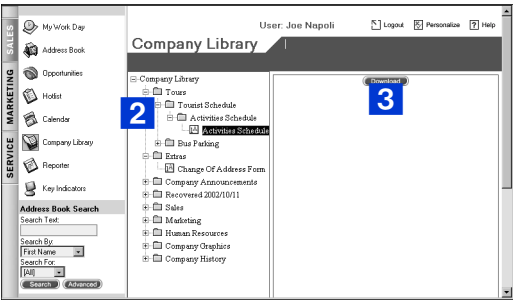 SALES
MARKETING
SERVICE
My Work Day
Address Book
Opportunities
Hotlist
Calendar
Company Library
Reporter
Key Indicators
Address Book Search
Search Text:
Search By:
First Name
Search For:
[All]
Search Advanced
User: Joe Napoli
Logout Personalize ? Help
Company Library
Company Library
Tours
Tourist Schedule
Activities Schedule
Activities Schedule
Bus Parking
Extras
Change Of Address Form
Company Announcements
Recovered 2002/10/11
Sales
Marketing
Human Resources
Company Graphics
Company History
2
Download
3